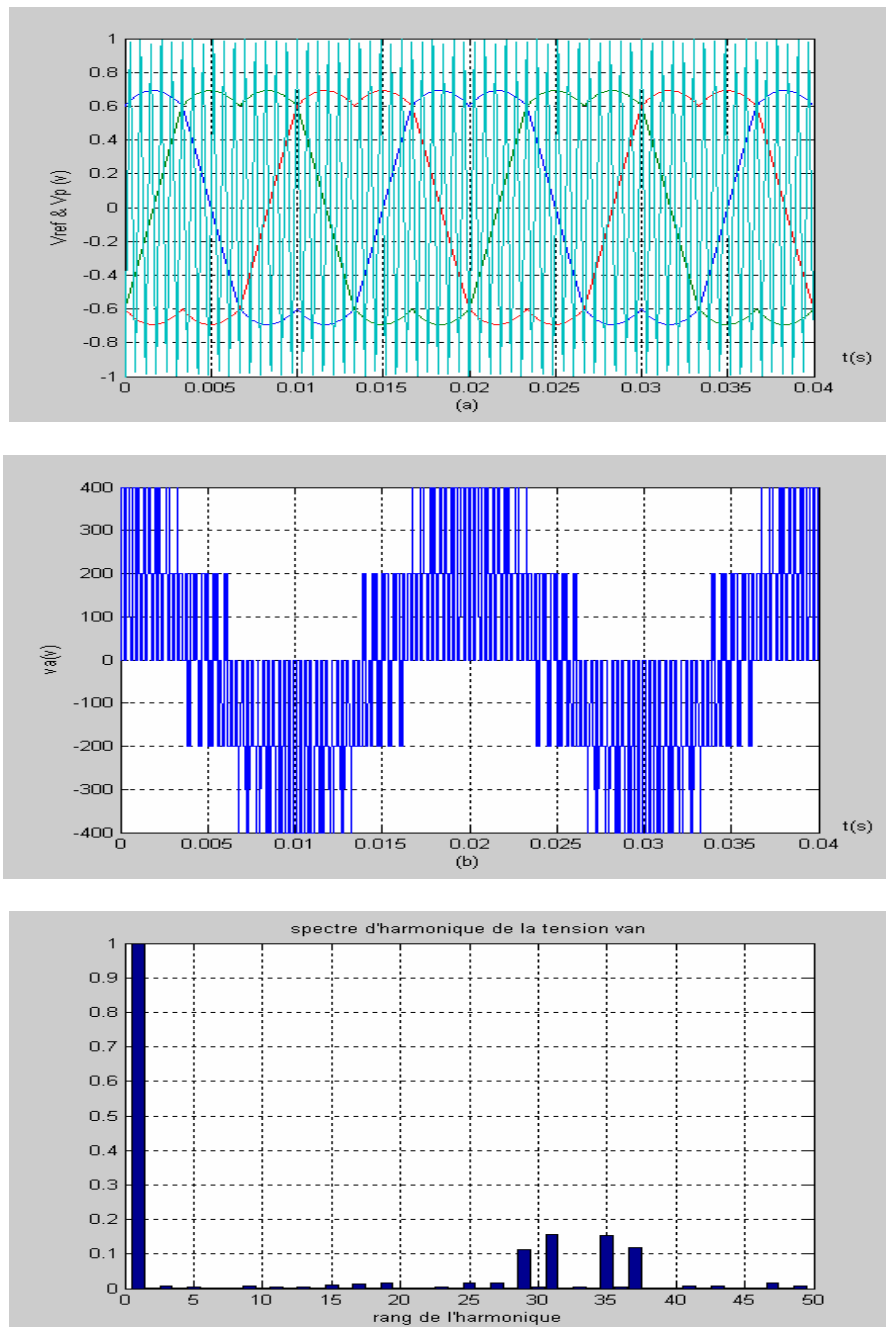 1
0.8
0.6
0.4
0.2
0
-0.2
-0.4
-0.6
-0.8
-1
Vref & Vp (v)
0 0.005 0.01 0.015 0.02 0.025 0.03 0.035 0.04
t(s)
(a)
400
300
200
100
0
-100
-200
-300
-400
va(v)
0 0.005 0.01 0.015 0.02 0.025 0.03 0.035 0.04
t(s)
(b)
spectre d'harmonique de la tension van
1
0.9
0.8
0.7
0.6
0.5
0.4
0.3
0.2
0.1
0
0 5 10 15 20 25 30 35 40 45 50
rang de l'harmonique